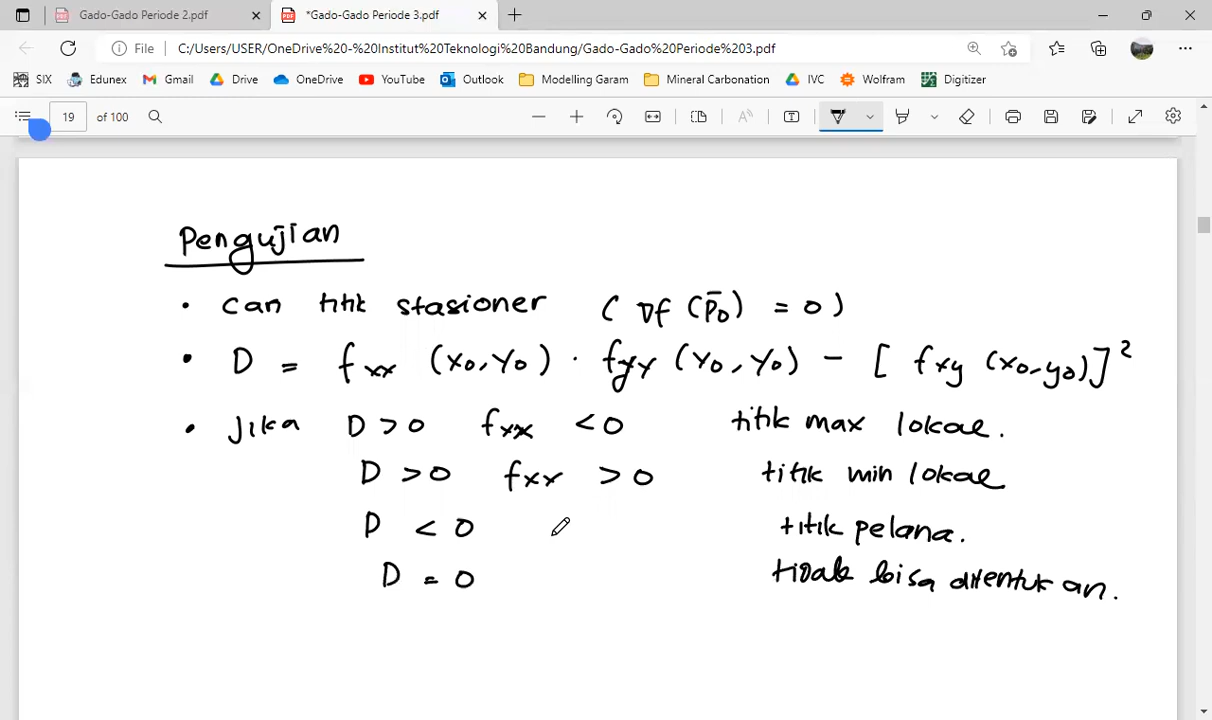 Gado-Gado Periode 2.pdf
*Gado-Gado Periode 3.pdf
File C:/Users/USER/OneDrive%20-%20Institut%20Teknologi%20Bandung/Gado-Gado%20Periode%203.pdf
SIX Edunex Gmail Drive OneDrive YouTube Outlook Modelling Garam Mineral Carbonation IVC Wolfram Digitizer
19 of 100
Pengujian
• Cari titik stasioner ( ∇f (p̄0) = 0 )
• D = fxx (x0, y0) · fyy (x0, y0) − [ fxy (x0, y0)]²
• Jika D > 0 fxx < 0 titik max lokal.
D > 0 fxx > 0 titik min lokal
D < 0 titik pelana.
D = 0 tidak bisa ditentukan.